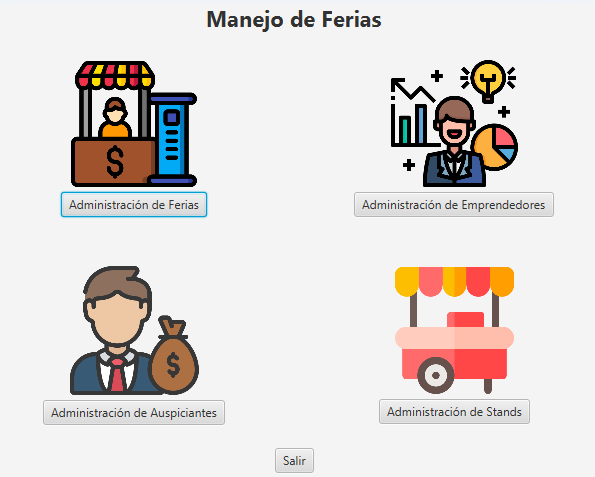 Manejo de Ferias
$
Administración de Ferias
Administración de Emprendedores
$
Administración de Auspiciantes
Administración de Stands
Salir